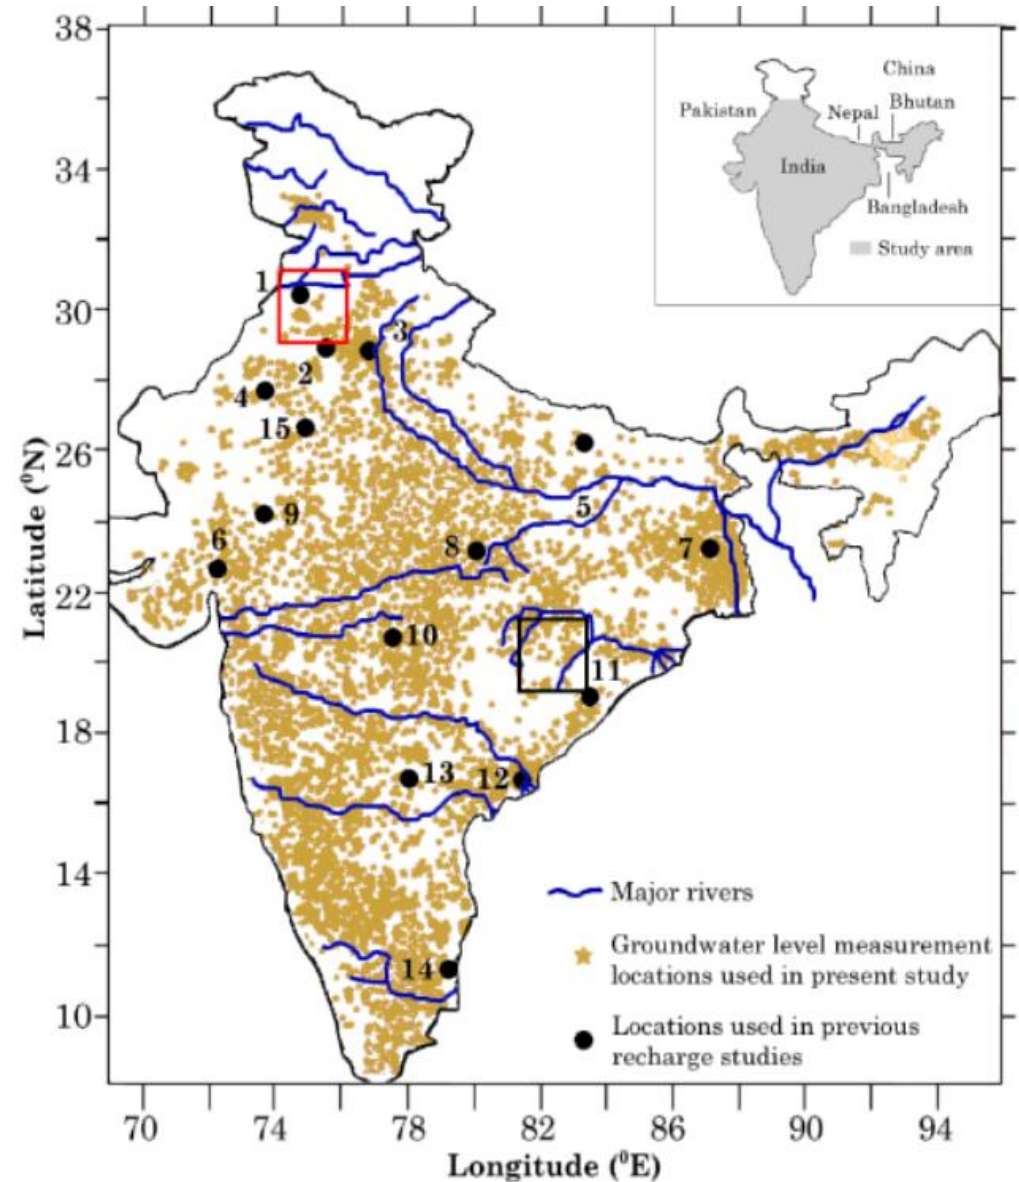 38
34
30
26
22
18
14
10
Latitude (⁰N)
China
Pakistan
Nepal
Bhutan
India
Bangladesh
Study area
1
2
3
4
15
9
6
5
8
7
10
11
13
12
14
Major rivers
Groundwater level measurement
locations used in present study
Locations used in previous
recharge studies
70 74 78 82 86 90 94
Longitude (⁰E)